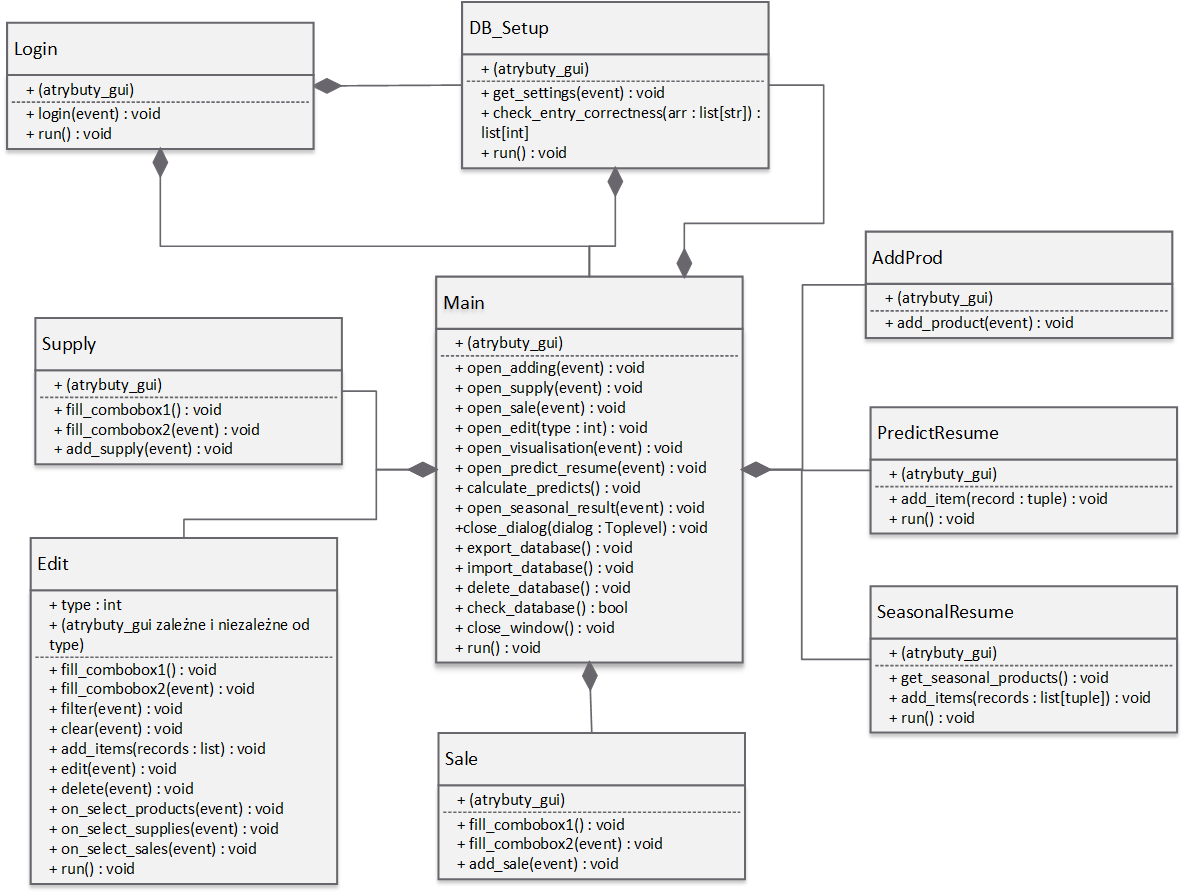 Login
+ (atrybuty_gui)
+ login(event) : void
+ run() : void
DB_Setup
+ (atrybuty_gui)
+ get_settings(event) : void
+ check_entry_correctness(arr : list[str]) :
list[int]
+ run() : void
Main
+ (atrybuty_gui)
+ open_adding(event) : void
+ open_supply(event) : void
+ open_sale(event) : void
+ open_edit(type : int) : void
+ open_visualisation(event) : void
+ open_predict_resume(event) : void
+ calculate_predicts() : void
+ open_seasonal_result(event) : void
+close_dialog(dialog : Toplevel) : void
+ export_database() : void
+ import_database() : void
+ delete_database() : void
+ check_database() : bool
+ close_window() : void
+ run() : void
AddProd
+ (atrybuty_gui)
+ add_product(event) : void
Supply
+ (atrybuty_gui)
+ fill_combobox1() : void
+ fill_combobox2(event) : void
+ add_supply(event) : void
PredictResume
+ (atrybuty_gui)
+ add_item(record : tuple) : void
+ run() : void
Edit
+ type : int
+ (atrybuty_gui zależne i niezależne od
type)
+ fill_combobox1() : void
+ fill_combobox2(event) : void
+ filter(event) : void
+ clear(event) : void
+ add_items(records : list) : void
+ edit(event) : void
+ delete(event) : void
+ on_select_products(event) : void
+ on_select_supplies(event) : void
+ on_select_sales(event) : void
+ run() : void
SeasonalResume
+ (atrybuty_gui)
+ get_seasonal_products() : void
+ add_items(records : list[tuple]) : void
+ run() : void
Sale
+ (atrybuty_gui)
+ fill_combobox1() : void
+ fill_combobox2(event) : void
+ add_sale(event) : void